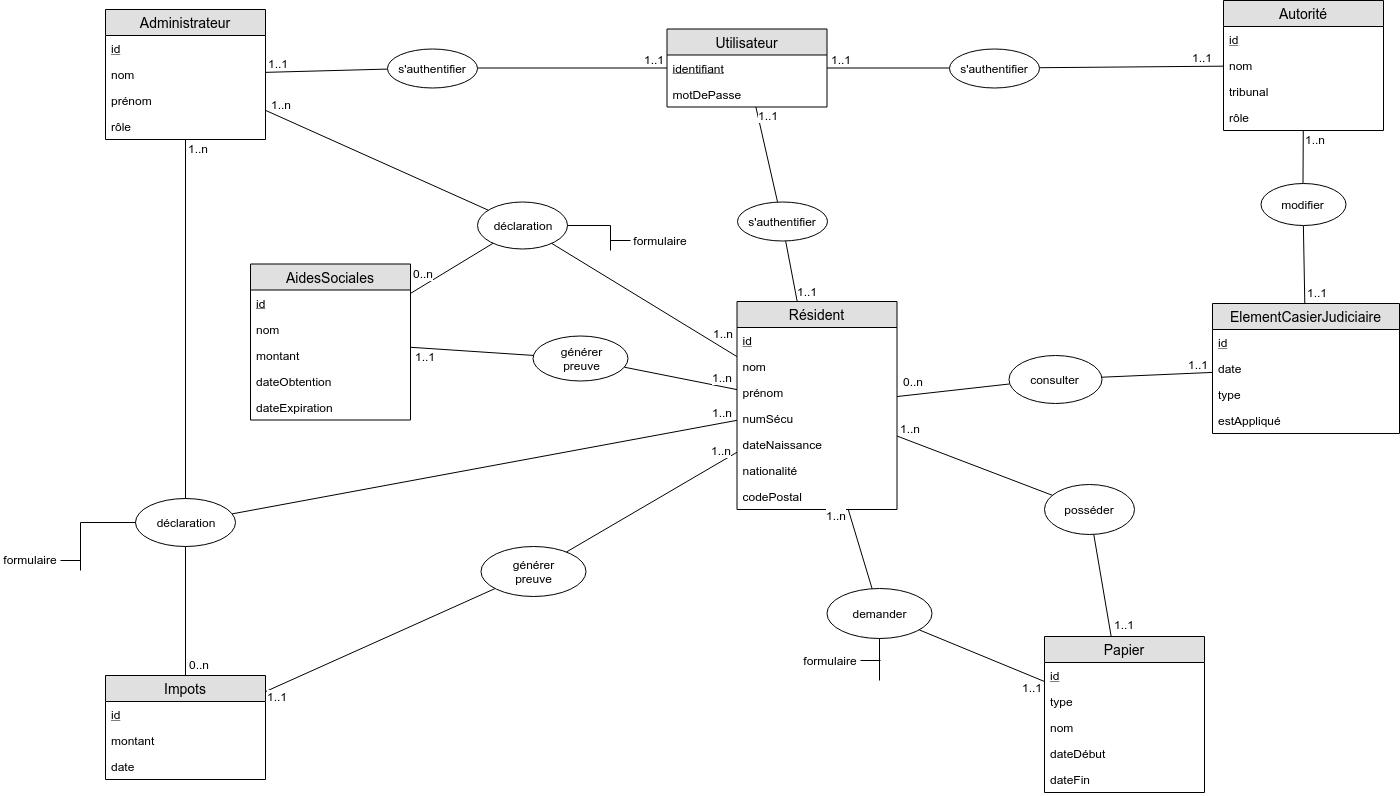 Administrateur
id
nom
prénom
rôle
1..1
s'authentifier
1..1
Utilisateur
identifiant
motDePasse
1..1
s'authentifier
1..1
Autorité
id
nom
tribunal
rôle
1..n
1..n
1..1
1..n
modifier
1..1
déclaration
formulaire
s'authentifier
1..1
AidesSociales
id
nom
montant
dateObtention
dateExpiration
0..n
1..1
générer
preuve
1..n
1..n
1..n
1..n
Résident
id
nom
prénom
numSécu
dateNaissance
nationalité
codePostal
0..n
consulter
1..1
ElementCasierJudiciaire
id
date
type
estAppliqué
1..n
posséder
1..1
déclaration
formulaire
générer
preuve
1..n
demander
formulaire
1..1
Papier
id
type
nom
dateDébut
dateFin
0..n
1..1
Impots
id
montant
date